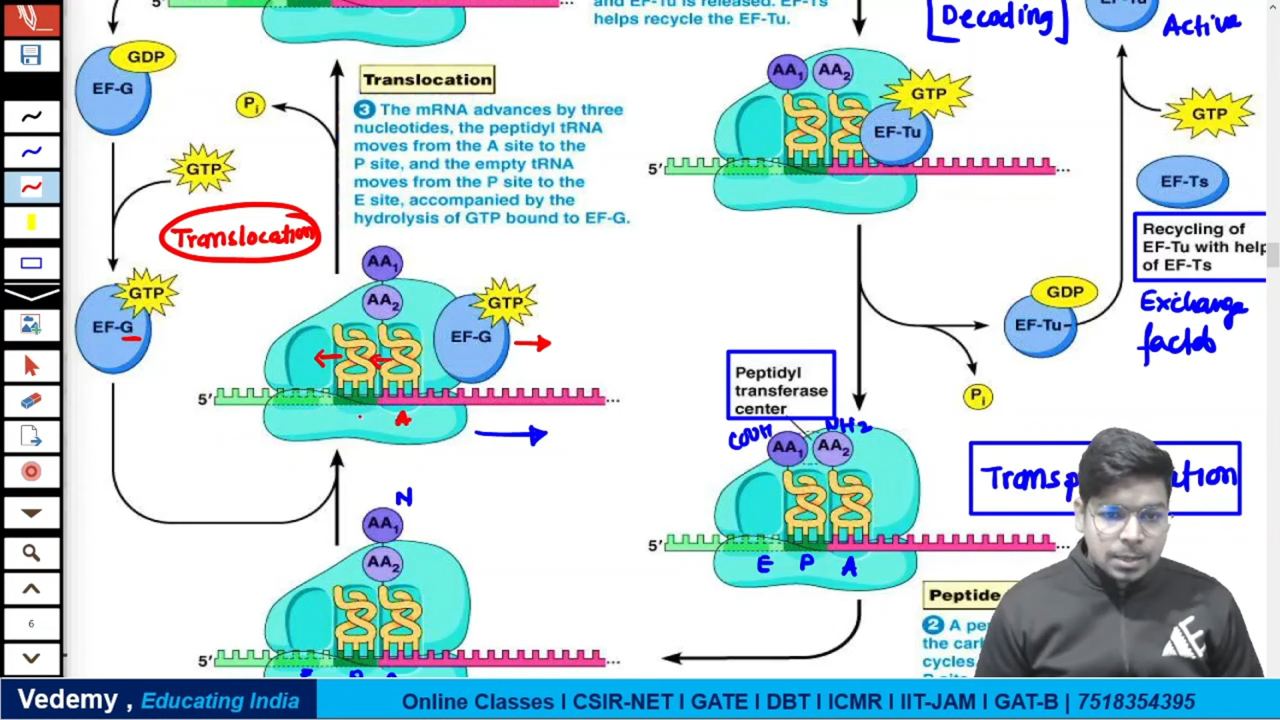 and EF-Tu is released. EF-Ts
helps recycle the EF-Tu.
[Decoding]
EF-Tu
Active
GDP
EF-G
Pi
GTP
Translocation
Translocation
3 The mRNA advances by three
nucleotides, the peptidyl tRNA
moves from the A site to the
P site, and the empty tRNA
moves from the P site to the
E site, accompanied by the
hydrolysis of GTP bound to EF-G.
AA1 AA2
GTP
EF-Tu
5′ ...
GTP
EF-Ts
Recycling of
EF-Tu with help
of EF-Ts
Exchange
factor
GDP
EF-Tu
Pi
GTP
EF-G
AA1
AA2
GTP
EF-G
5′ ...
A
Peptidyl
transferase
center
COOH NH2
AA1 AA2
5′ ...
E P A
N
AA1
AA2
5′ ...
Peptide
2 A
the
cycles
6
Vedemy , Educating India
Online Classes I CSIR-NET I GATE I DBT I ICMR I IIT-JAM I GAT-B | 7518354395